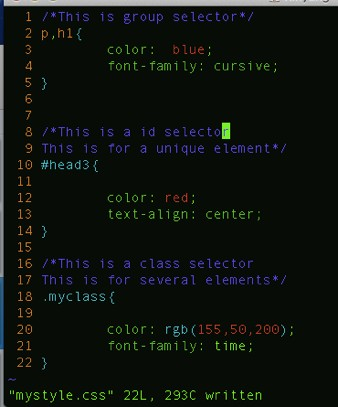 1 /*This is group selector*/
2 p,h1{
3 color: blue;
4 font-family: cursive;
5 }
6
7
8 /*This is a id selector
9 This is for a unique element*/
10 #head3{
11
12 color: red;
13 text-align: center;
14 }
15
16 /*This is a class selector
17 This is for several elements*/
18 .myclass{
19
20 color: rgb(155,50,200);
21 font-family: time;
22 }
~
"mystyle.css" 22L, 293C written